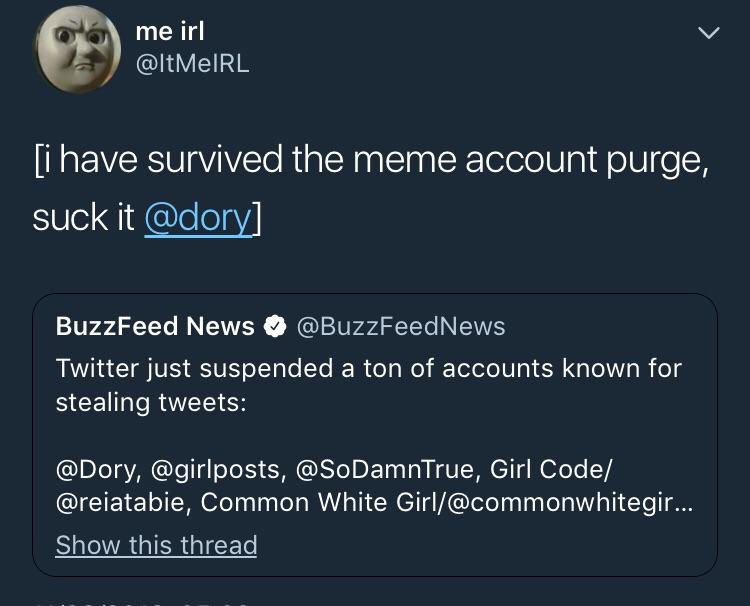 me irl
@ItMeIRL
[i have survived the meme account purge,
suck it @dory]
BuzzFeed News @BuzzFeedNews
Twitter just suspended a ton of accounts known for
stealing tweets:
@Dory, @girlposts, @SoDamnTrue, Girl Code/
@reiatabie, Common White Girl/@commonwhitegir...
Show this thread